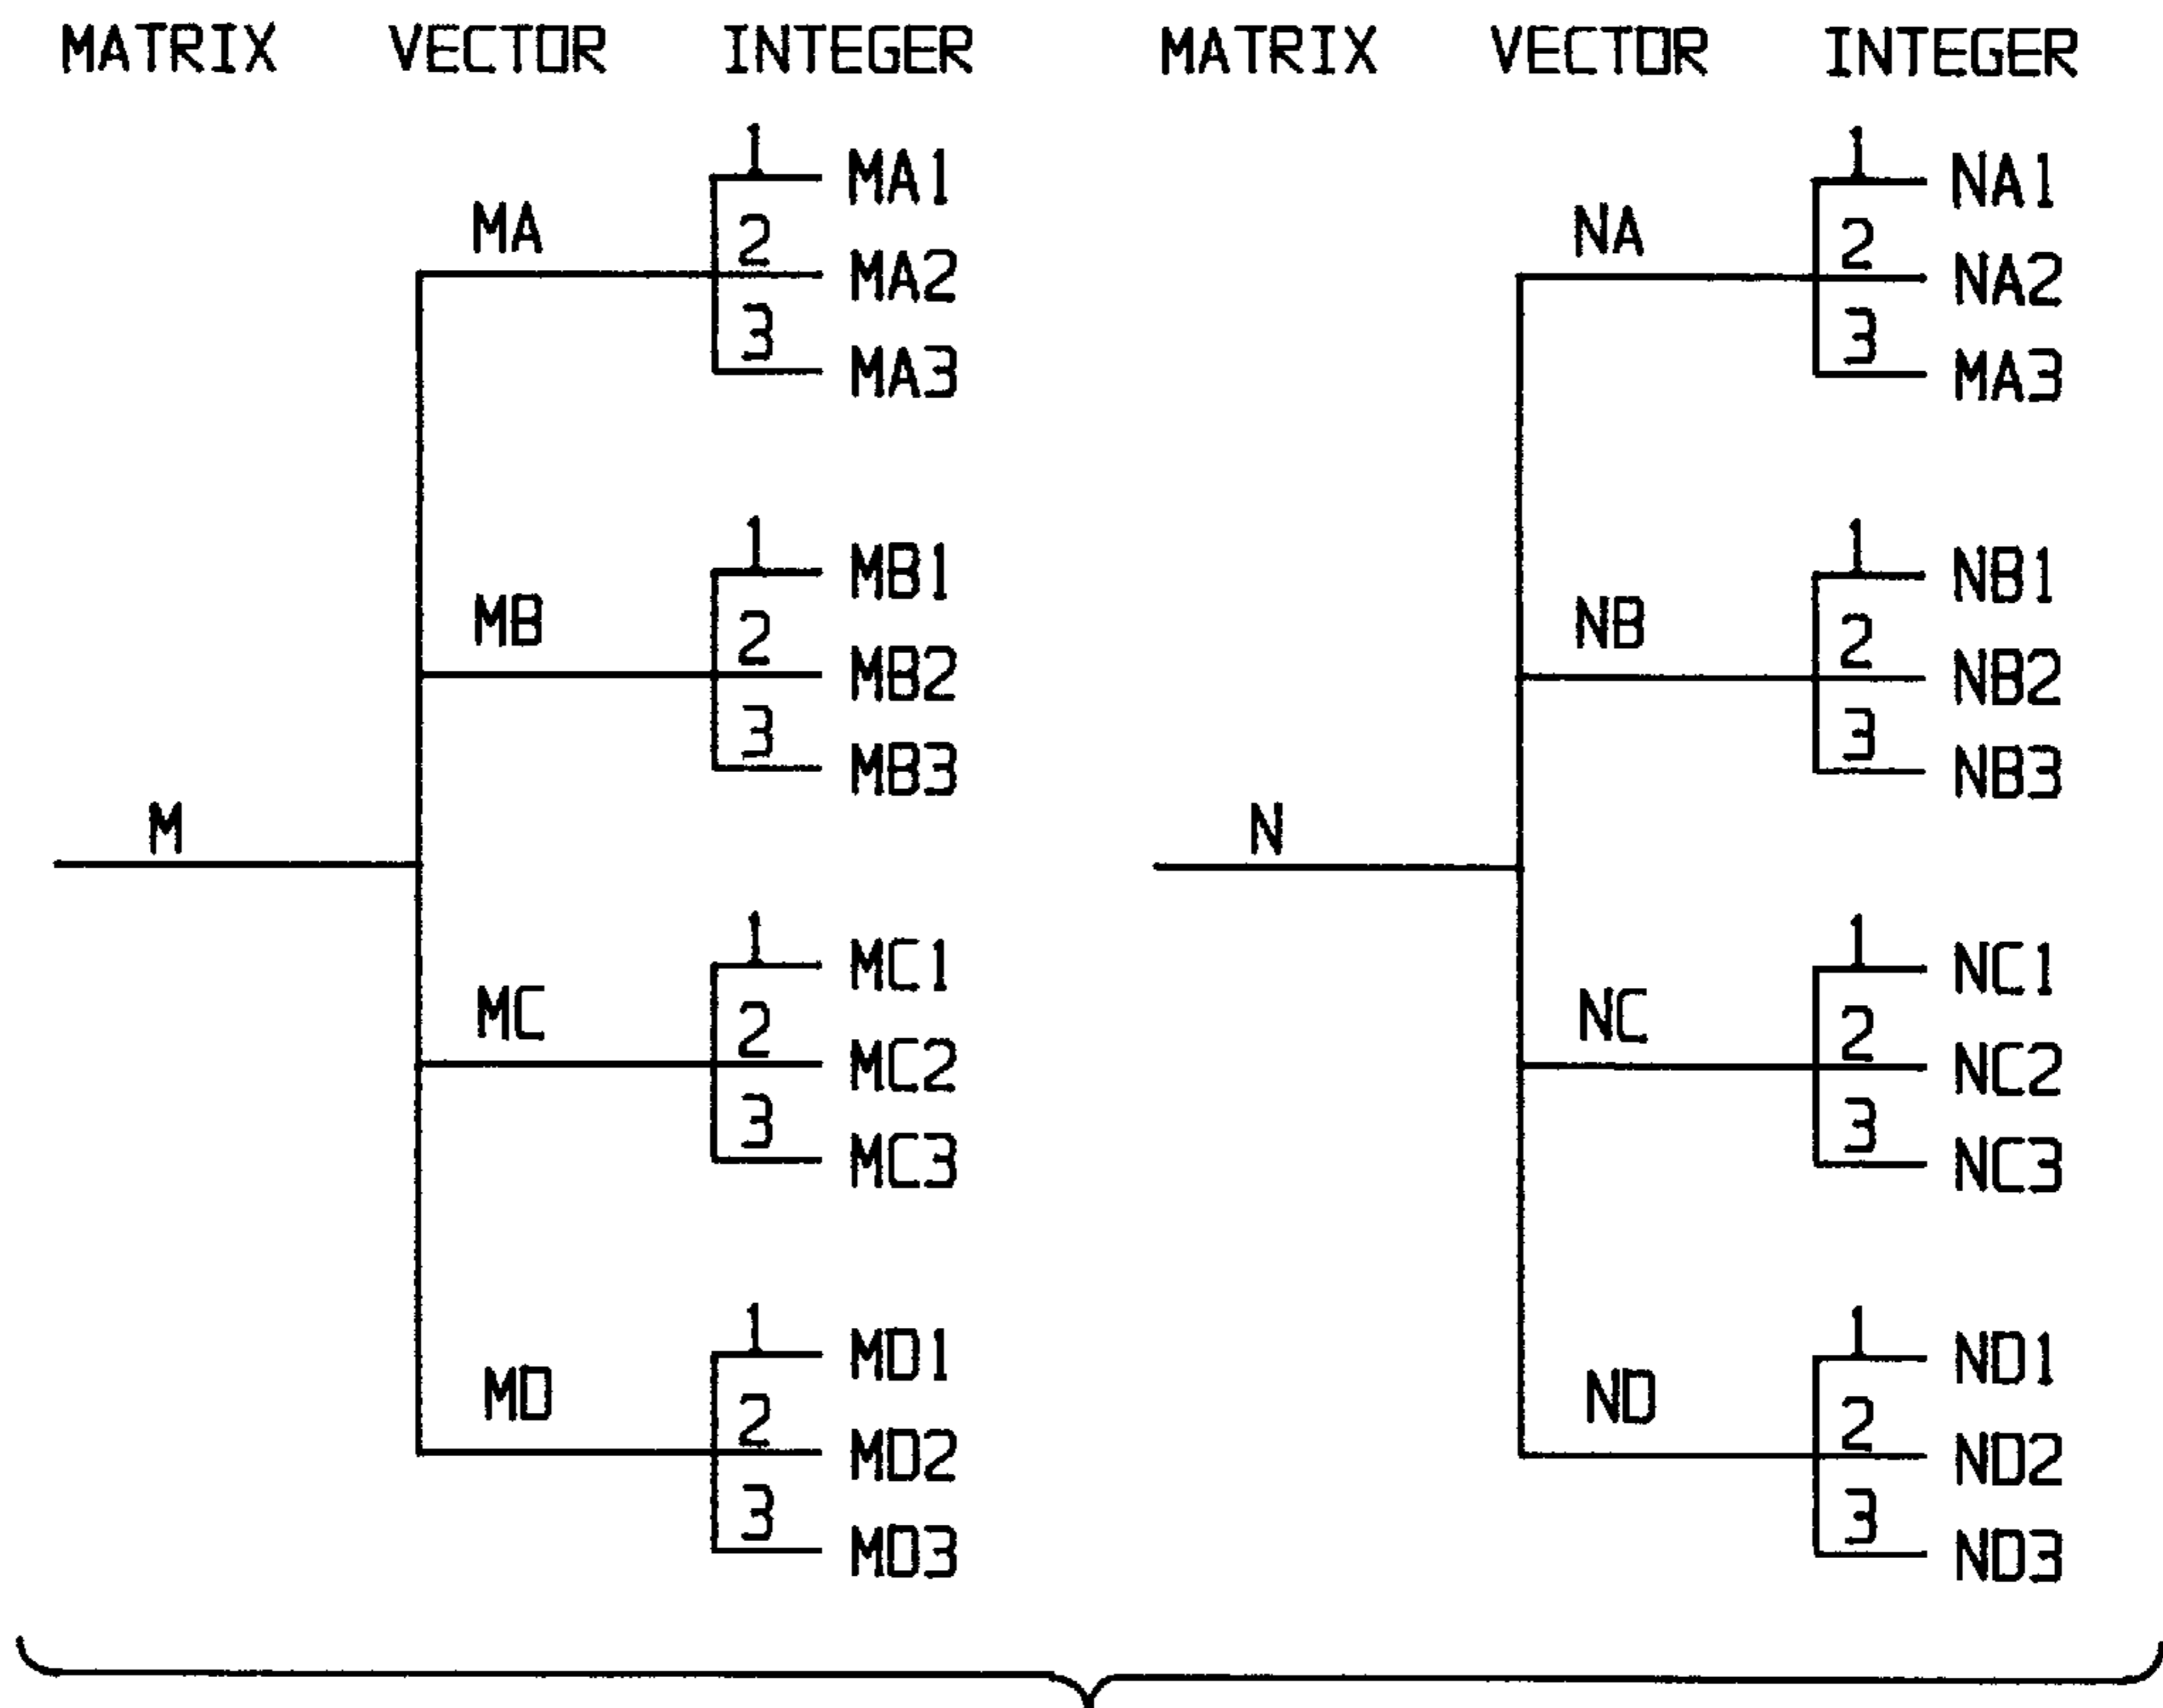 MATRIX VECTOR INTEGER MATRIX VECTOR INTEGER
1 MA1
MA 2 MA2
3 MA3
1 MB1
MB 2 MB2
3 MB3
M
1 MC1
MC 2 MC2
3 MC3
1 MD1
MD 2 MD2
3 MD3
1 NA1
NA 2 NA2
3 MA3
1 NB1
NB 2 NB2
3 NB3
N
1 NC1
NC 2 NC2
3 NC3
1 ND1
ND 2 ND2
3 ND3